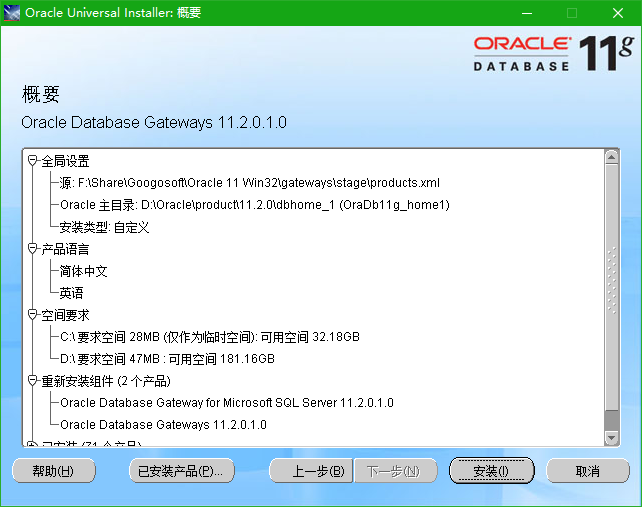 Oracle Universal Installer: 概要
ORACLE
DATABASE 11g
概要
Oracle Database Gateways 11.2.0.1.0
全局设置
源: F:\Share\Googosoft\Oracle 11 Win32\gateways\stage\products.xml
Oracle 主目录: D:\Oracle\product\11.2.0\dbhome_1 (OraDb11g_home1)
安装类型: 自定义
产品语言
简体中文
英语
空间要求
C:\ 要求空间 28MB (仅作为临时空间): 可用空间 32.18GB
D:\ 要求空间 47MB : 可用空间 181.16GB
重新安装组件 (2 个产品)
Oracle Database Gateway for Microsoft SQL Server 11.2.0.1.0
Oracle Database Gateways 11.2.0.1.0
已安装 (71 个产品)
帮助(H) 已安装产品(P)... 上一步(B) 下一步(N) 安装(I) 取消